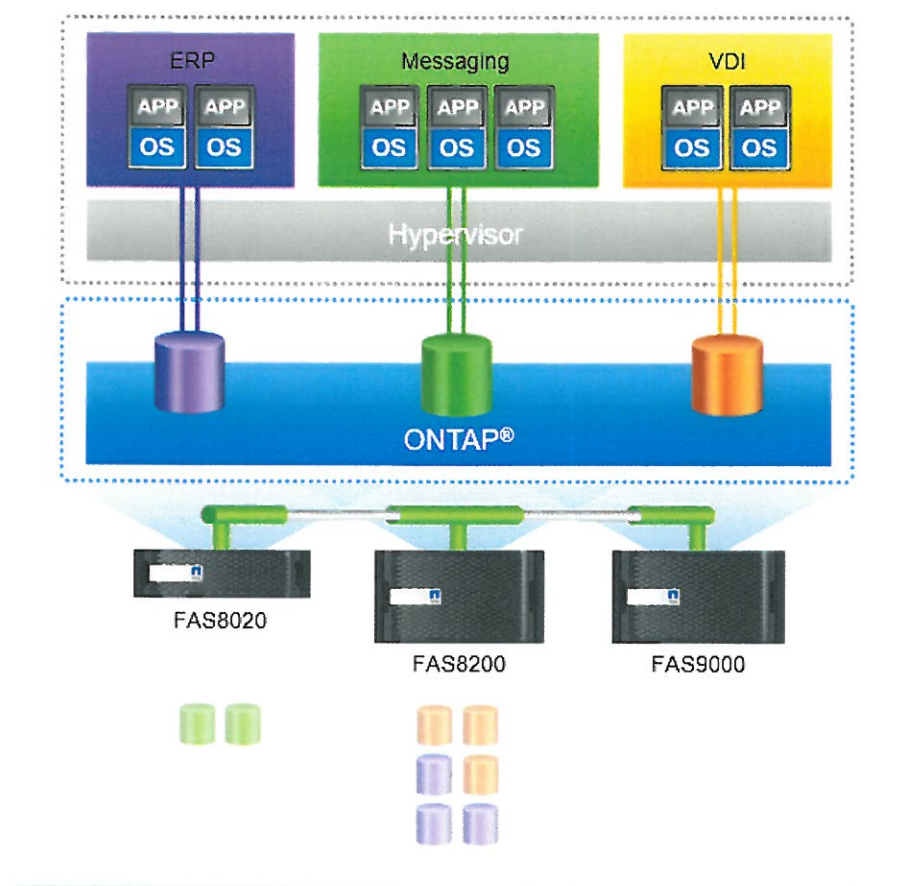 ERP Messaging VDI
APP APP APP APP APP APP APP
OS OS OS OS OS OS OS
Hypervisor
ONTAP®
FAS8020
FAS8200 FAS9000